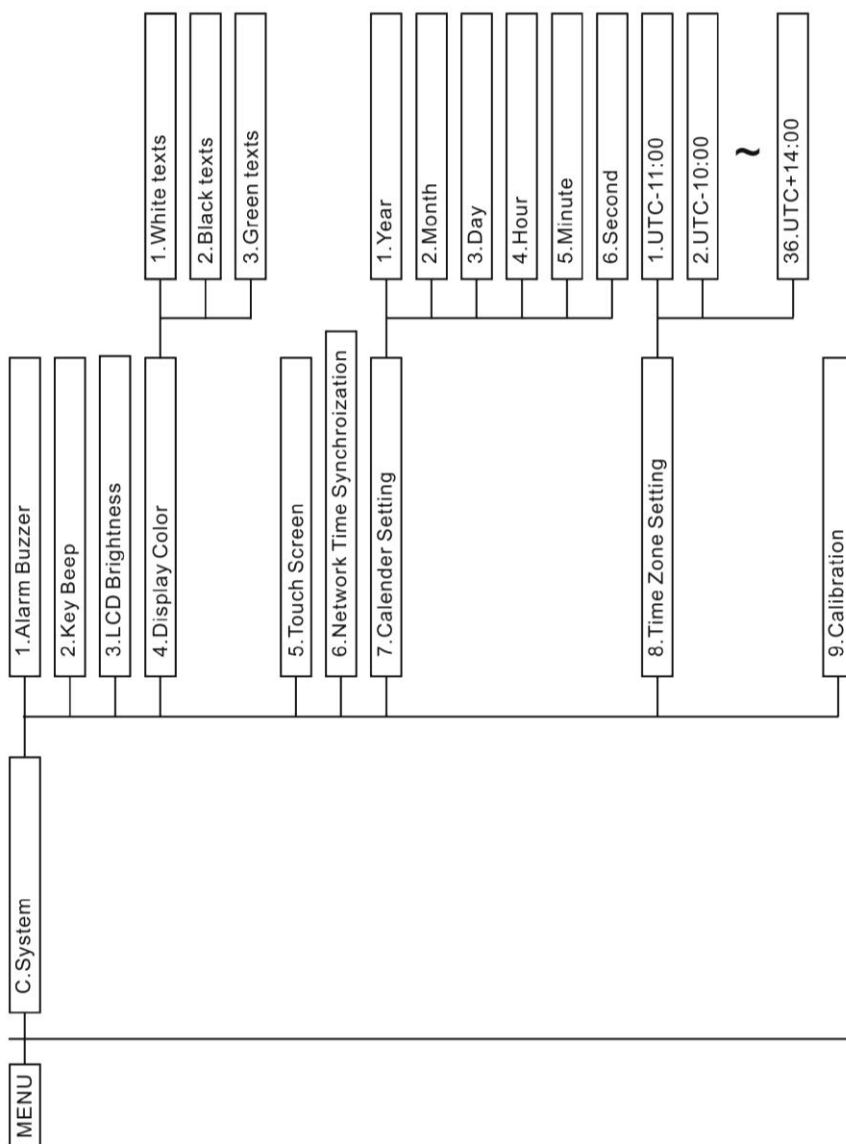 MENU
C.System
1.Alarm Buzzer
2.Key Beep
3.LCD Brightness
4.Display Color
1.White texts
2.Black texts
3.Green texts
5.Touch Screen
6.Network Time Synchroization
7.Calender Setting
1.Year
2.Month
3.Day
4.Hour
5.Minute
6.Second
8.Time Zone Setting
1.UTC-11:00
2.UTC-10:00
~
36.UTC+14:00
9.Calibration